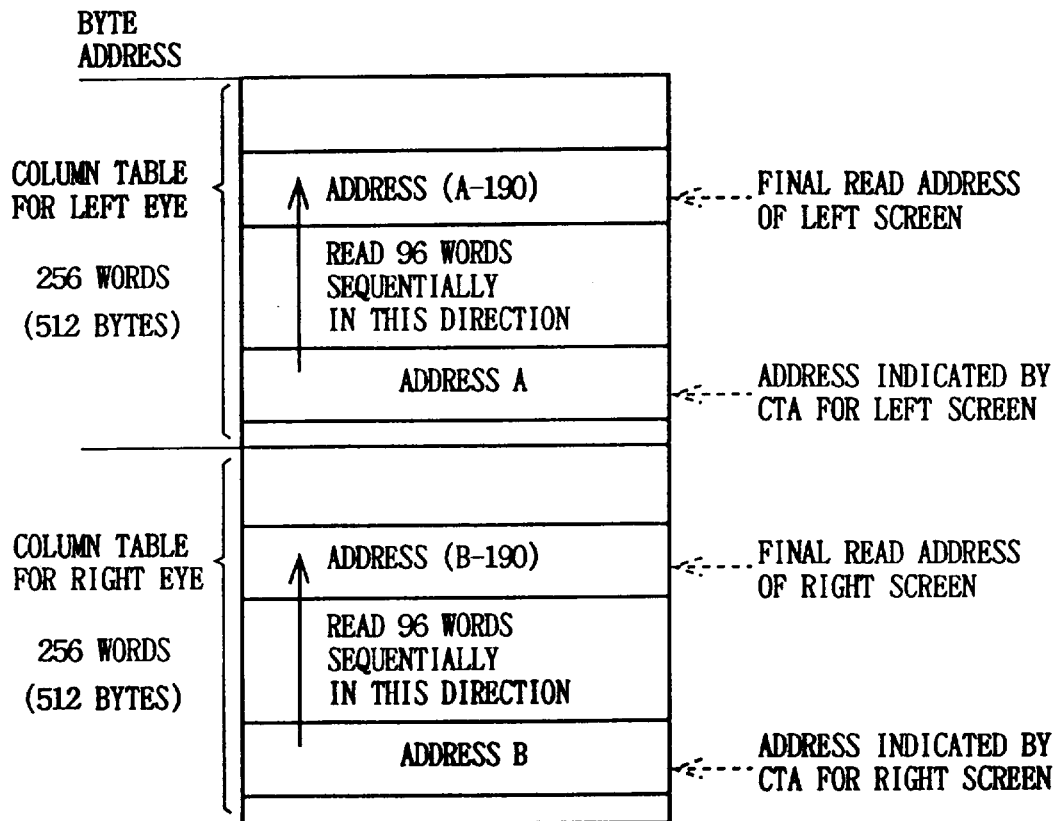 BYTE
ADDRESS
COLUMN TABLE
FOR LEFT EYE
256 WORDS
(512 BYTES)
ADDRESS (A-190)
READ 96 WORDS
SEQUENTIALLY
IN THIS DIRECTION
ADDRESS A
FINAL READ ADDRESS
OF LEFT SCREEN
ADDRESS INDICATED BY
CTA FOR LEFT SCREEN
COLUMN TABLE
FOR RIGHT EYE
256 WORDS
(512 BYTES)
ADDRESS (B-190)
READ 96 WORDS
SEQUENTIALLY
IN THIS DIRECTION
ADDRESS B
FINAL READ ADDRESS
OF RIGHT SCREEN
ADDRESS INDICATED BY
CTA FOR RIGHT SCREEN